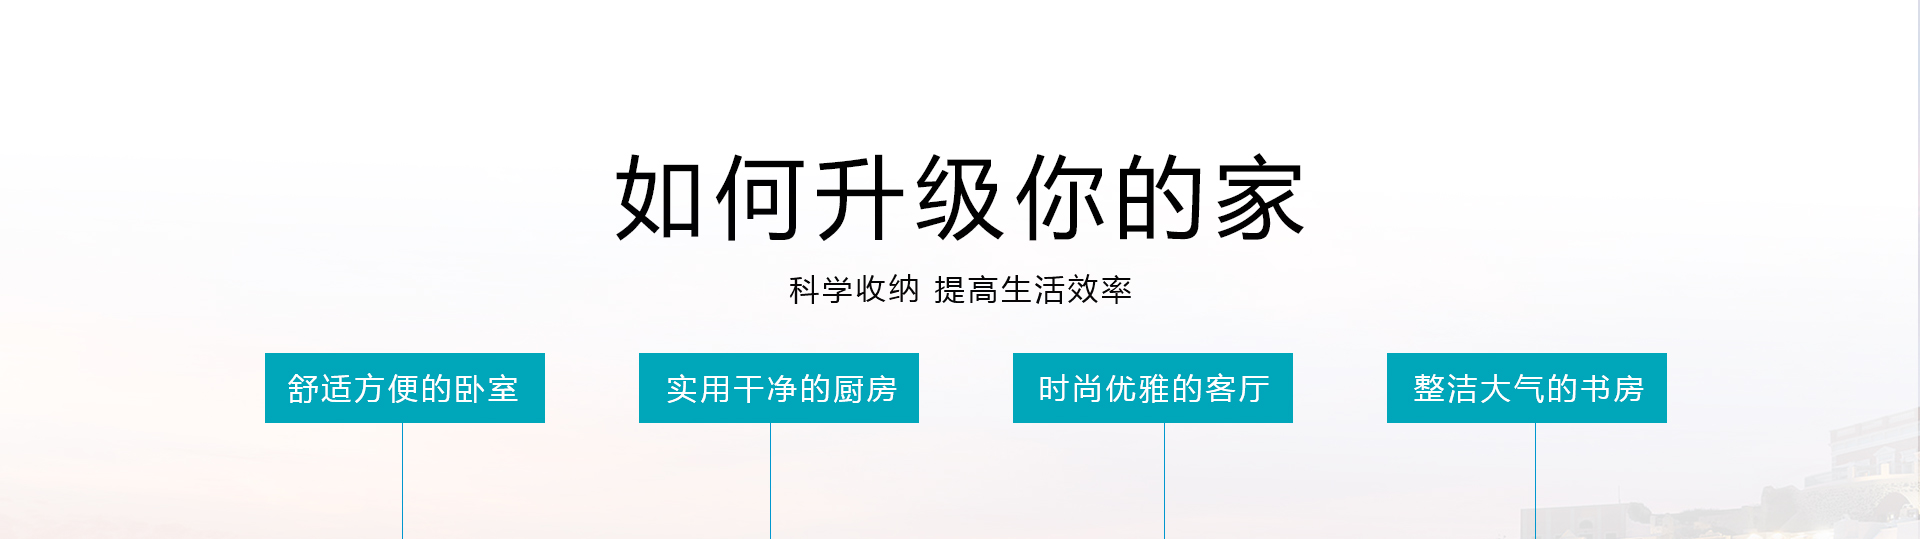 如何升级你的家
科学收纳 提高生活效率
舒适方便的卧室
实用干净的厨房
时尚优雅的客厅
整洁大气的书房